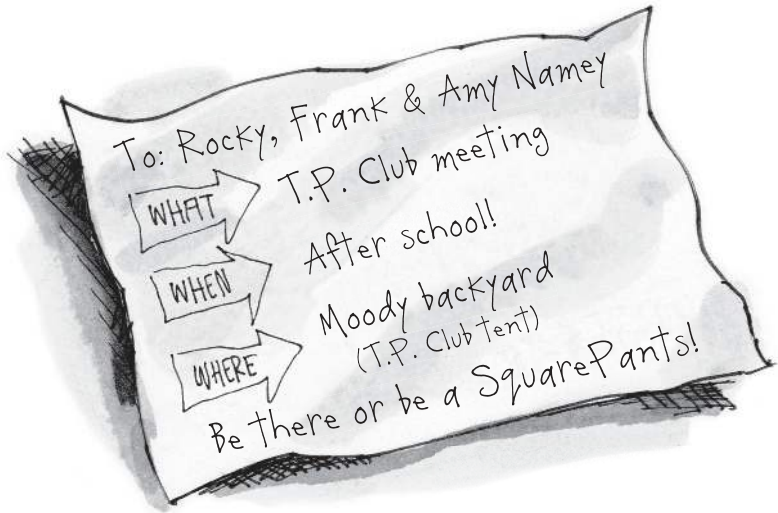 To: Rocky, Frank & Amy Namey
WHAT T.P. Club meeting
WHEN After school!
WHERE Moody backyard
(T.P. Club tent)
Be there or be a SquarePants!